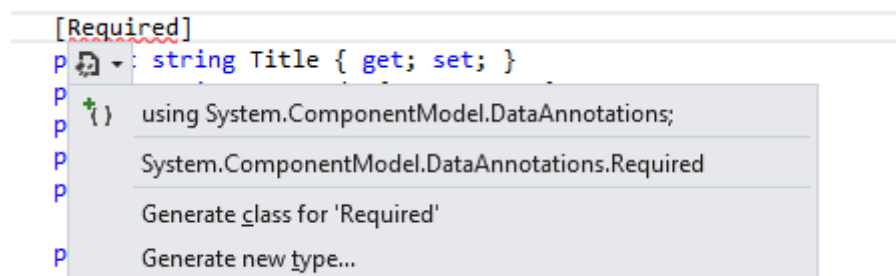 [Required]
p : string Title { get; set; }
p
{} using System.ComponentModel.DataAnnotations;
p
p System.ComponentModel.DataAnnotations.Required
p
Generate class for 'Required'
p Generate new type...